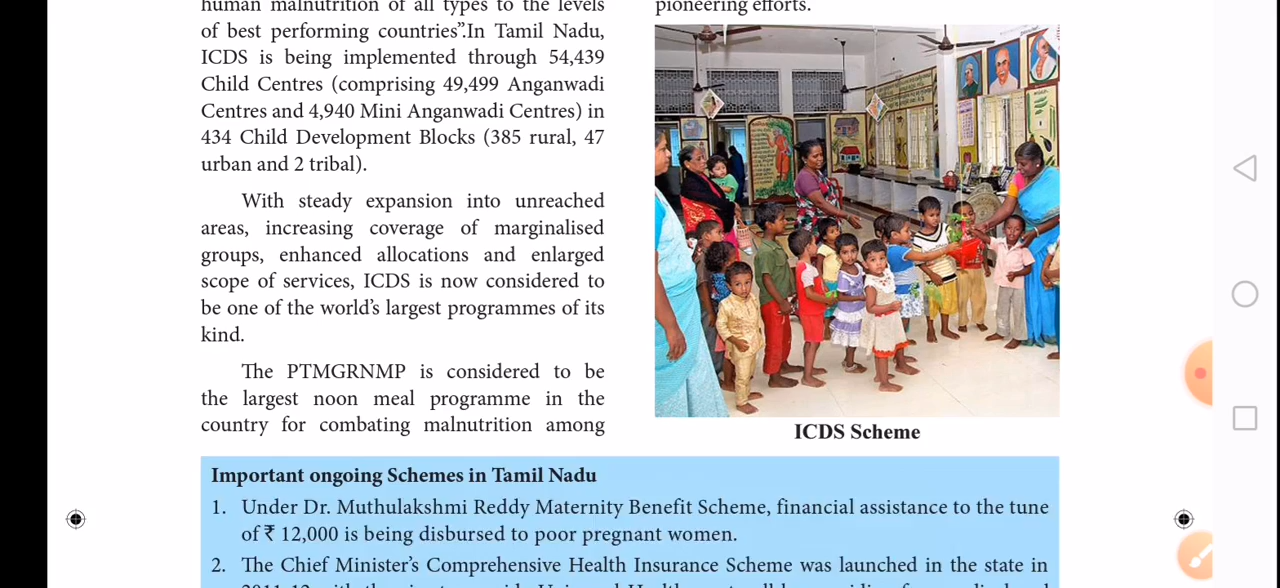 human malnutrition of all types to the levels
of best performing countries”.In Tamil Nadu,
ICDS is being implemented through 54,439
Child Centres (comprising 49,499 Anganwadi
Centres and 4,940 Mini Anganwadi Centres) in
434 Child Development Blocks (385 rural, 47
urban and 2 tribal).
With steady expansion into unreached
areas, increasing coverage of marginalised
groups, enhanced allocations and enlarged
scope of services, ICDS is now considered to
be one of the world’s largest programmes of its
kind.
The PTMGRNMP is considered to be
the largest noon meal programme in the
country for combating malnutrition among
pioneering efforts.
ICDS Scheme
Important ongoing Schemes in Tamil Nadu
1. Under Dr. Muthulakshmi Reddy Maternity Benefit Scheme, financial assistance to the tune
of ₹ 12,000 is being disbursed to poor pregnant women.
2. The Chief Minister’s Comprehensive Health Insurance Scheme was launched in the state in